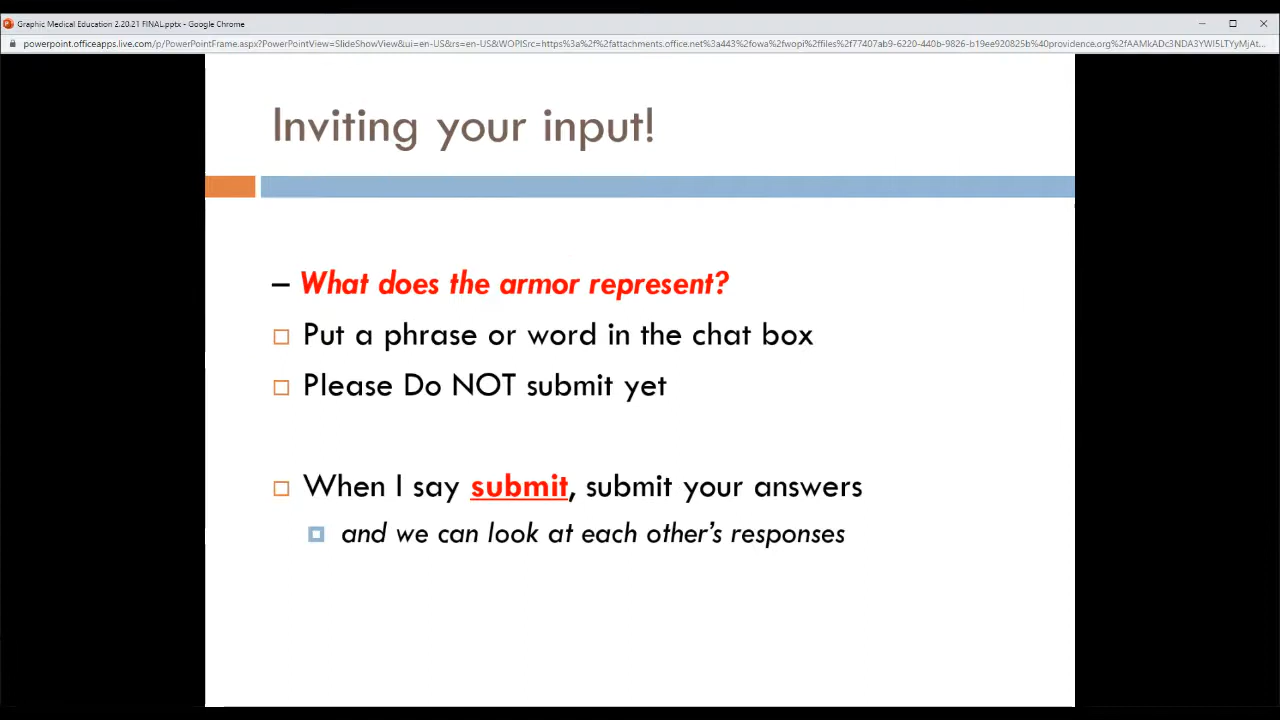 Graphic Medical Education 2.20.21 FINAL.pptx - Google Chrome
powerpoint.officeapps.live.com/p/PowerPointFrame.aspx?PowerPointView=SlideShowView&ui=en-US&rs=en-US&WOPISrc=https%3a%2f%2fattachments.office.net%3a443%2fowa%2fwopi%2ffiles%2f77407ab9-6220-440b-9826-b19ee920825b%40providence.org%2fAAMkADc3NDA3YWI5LTYyMjAt...
Inviting your input!
– What does the armor represent?
Put a phrase or word in the chat box
Please Do NOT submit yet
When I say submit, submit your answers
and we can look at each other's responses